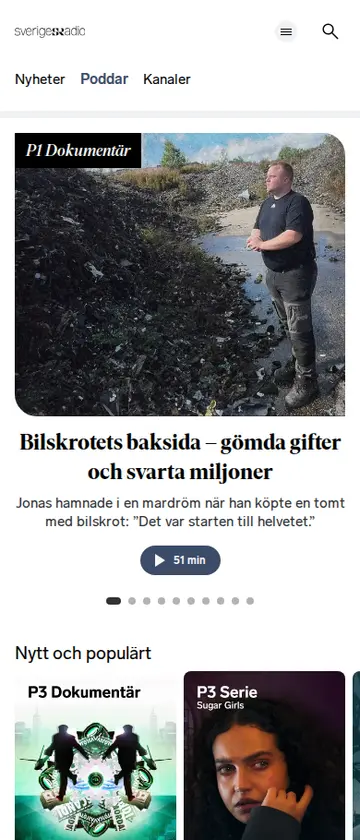 sverigesradio
Nyheter Poddar Kanaler
P1 Dokumentär
Bilskrotets baksida – gömda gifter
och svarta miljoner
Jonas hamnade i en mardröm när han köpte en tomt
med bilskrot: ”Det var starten till helvetet.”
51 min
Nytt och populärt
P3 Dokumentär
P3 Serie
Sugar Girls